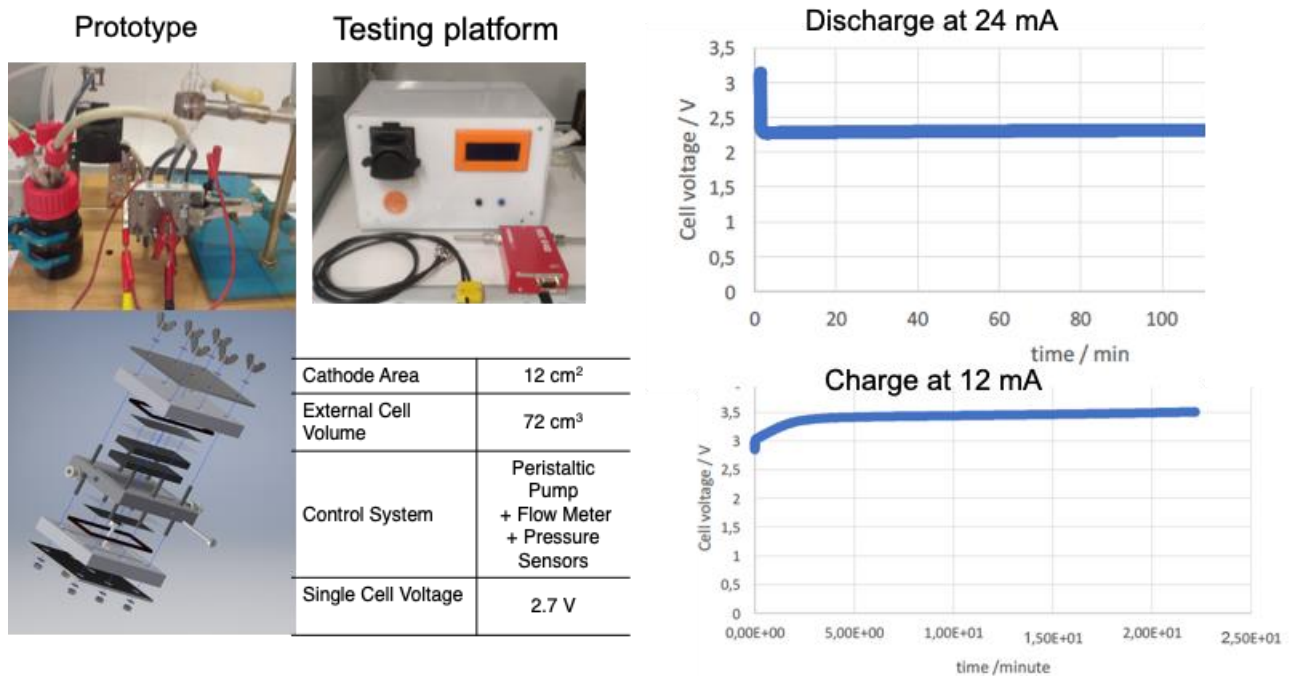 Prototype
Testing platform
Cathode Area
12 cm²
External Cell
Volume
72 cm³
Control System
Peristaltic
Pump
+ Flow Meter
+ Pressure
Sensors
Single Cell Voltage
2.7 V
Discharge at 24 mA
3,5
3
2,5
2
1,5
1
0,5
0
Cell voltage / V
0
20
40
60
80
100
time / min
Charge at 12 mA
3,5
3
2,5
2
1,5
1
0,5
0
Cell voltage / V
0,00E+00
5,00E+00
1,00E+01
1,50E+01
2,00E+01
2,50E+01
time /minute